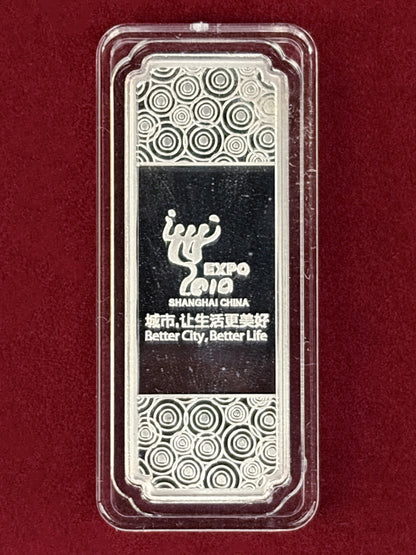 EXPO
2010
SHANGHAI CHINA
城市,让生活更美好
Better City, Better Life